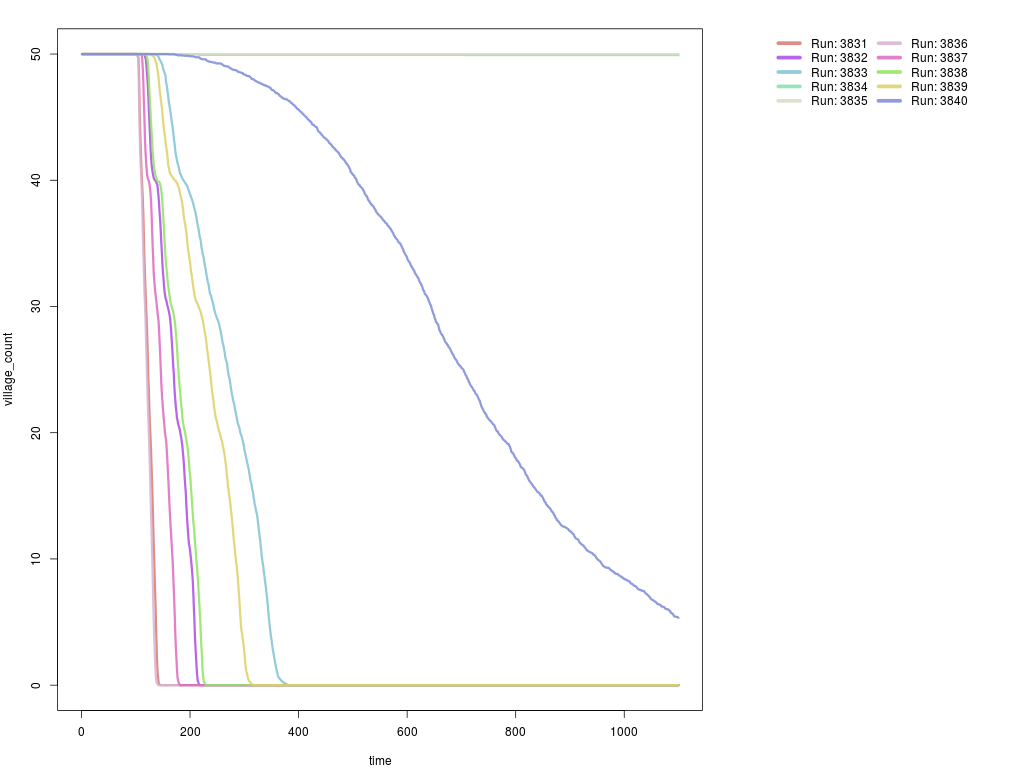 village_count
50
40
30
20
10
0
0
200
400
600
800
1000
time
Run: 3831
Run: 3832
Run: 3833
Run: 3834
Run: 3835
Run: 3836
Run: 3837
Run: 3838
Run: 3839
Run: 3840